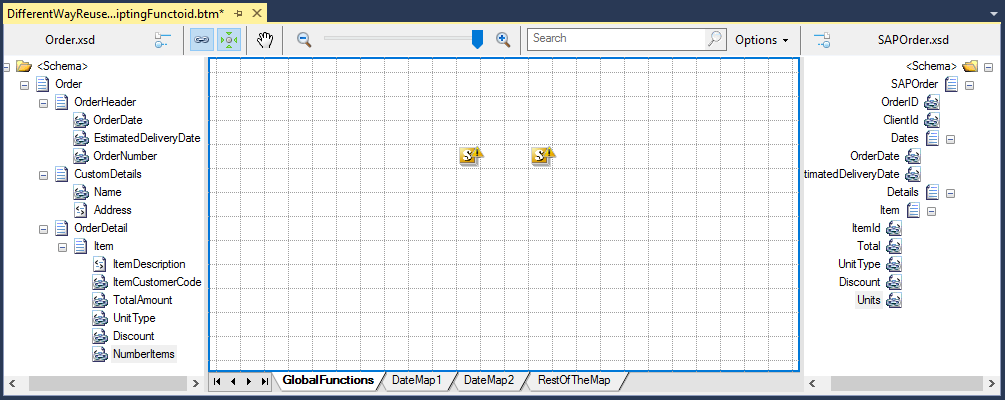 DifferentWayReuse...iptingFunctoid.btm*
Order.xsd
Search
Options
SAPOrder.xsd
<Schema>
Order
OrderHeader
OrderDate
EstimatedDeliveryDate
OrderNumber
CustomDetails
Name
Address
OrderDetail
Item
ItemDescription
ItemCustomerCode
TotalAmount
UnitType
Discount
NumberItems
<Schema>
SAPOrder
OrderID
ClientId
Dates
OrderDate
timatedDeliveryDate
Details
Item
ItemId
Total
UnitType
Discount
Units
GlobalFunctions
DateMap1
DateMap2
RestOfTheMap